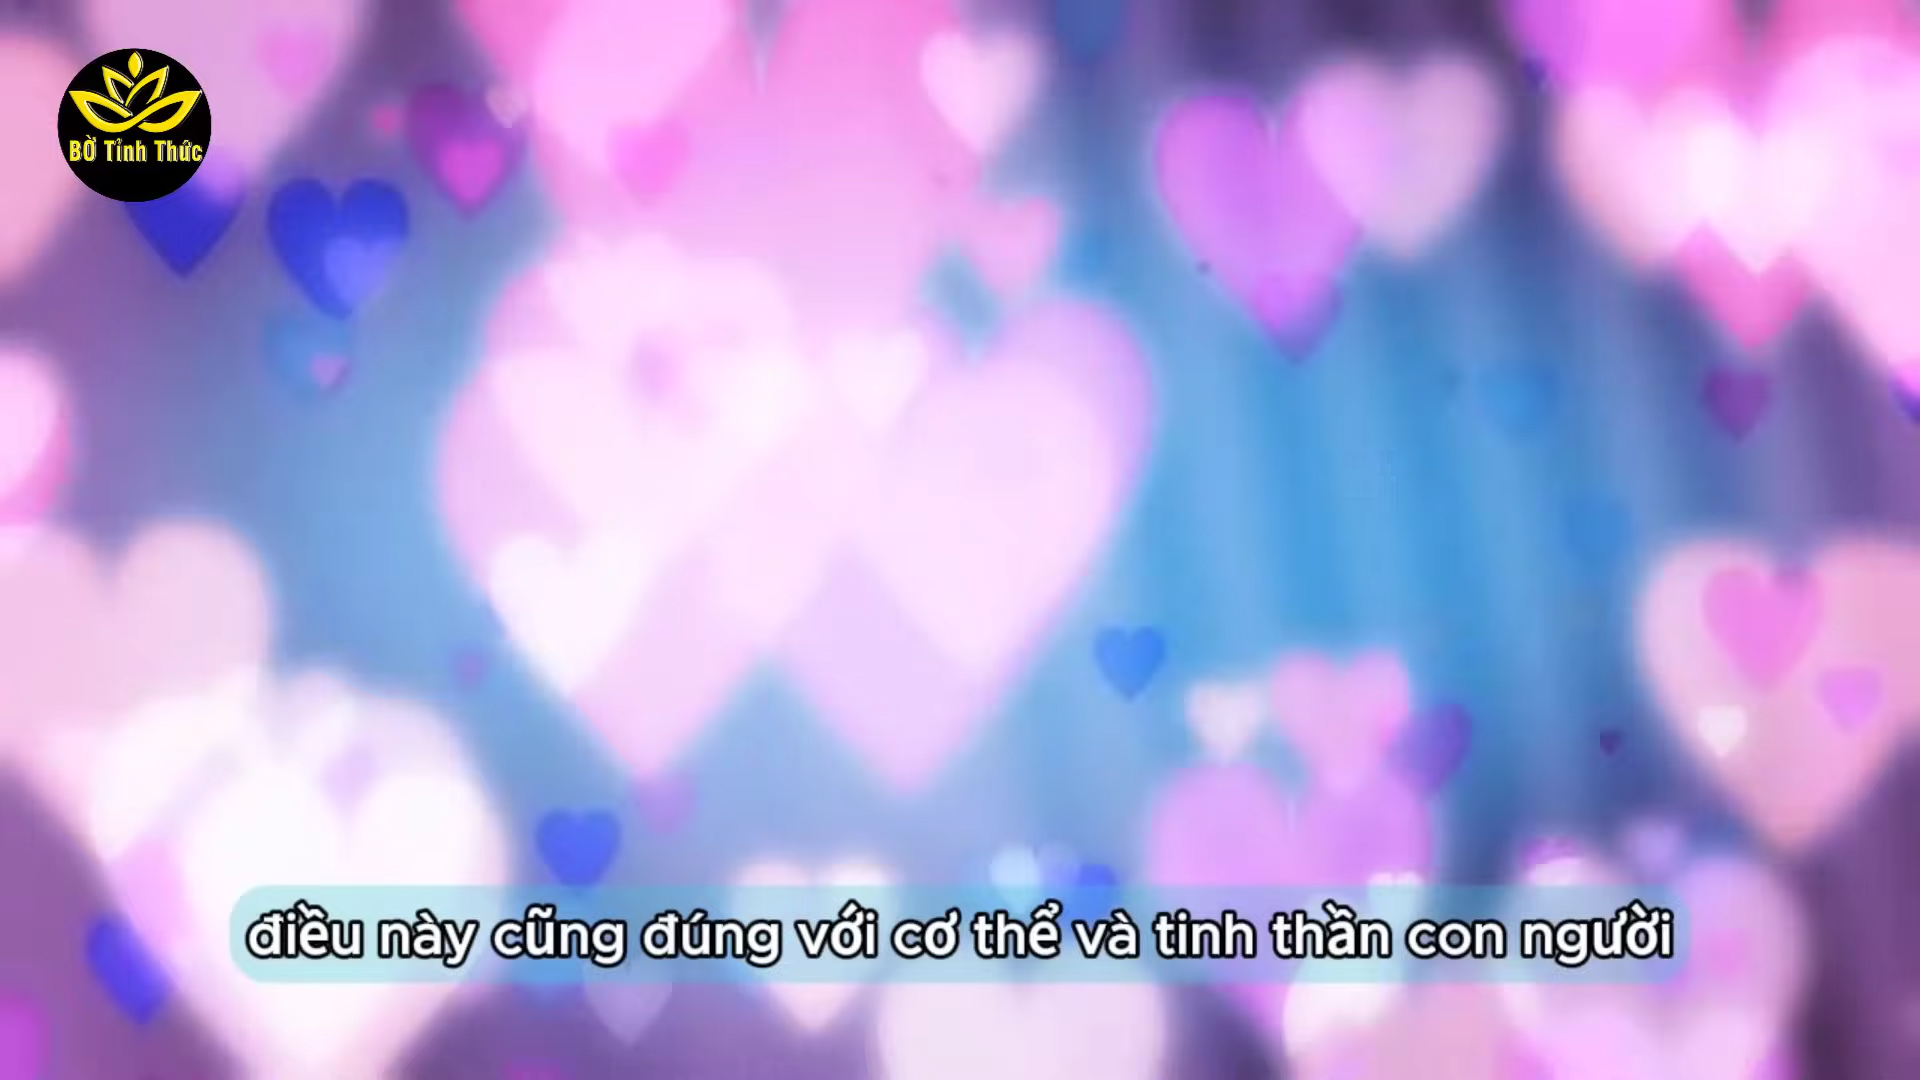 BỜ Tỉnh Thức
điều này cũng đúng với cơ thể và tinh thần con người